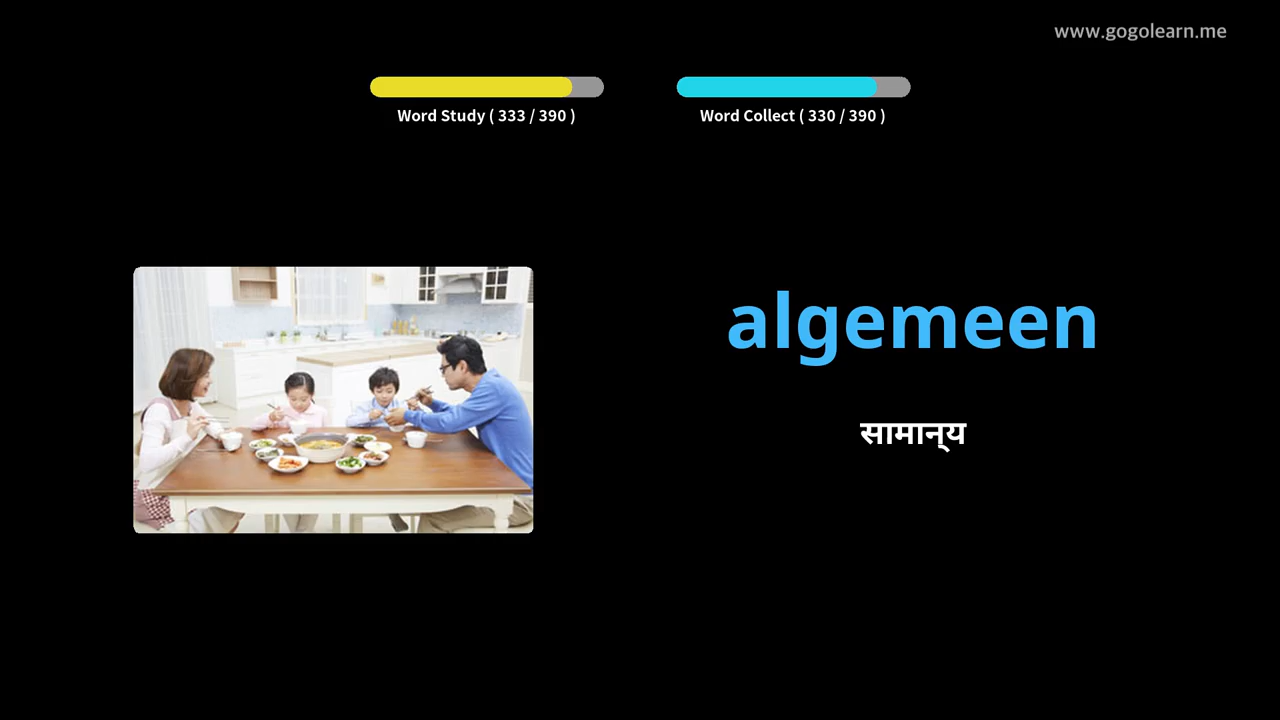 www.gogolearn.me
Word Study ( 333 / 390 )
Word Collect ( 330 / 390 )
algemeen
सामान्य